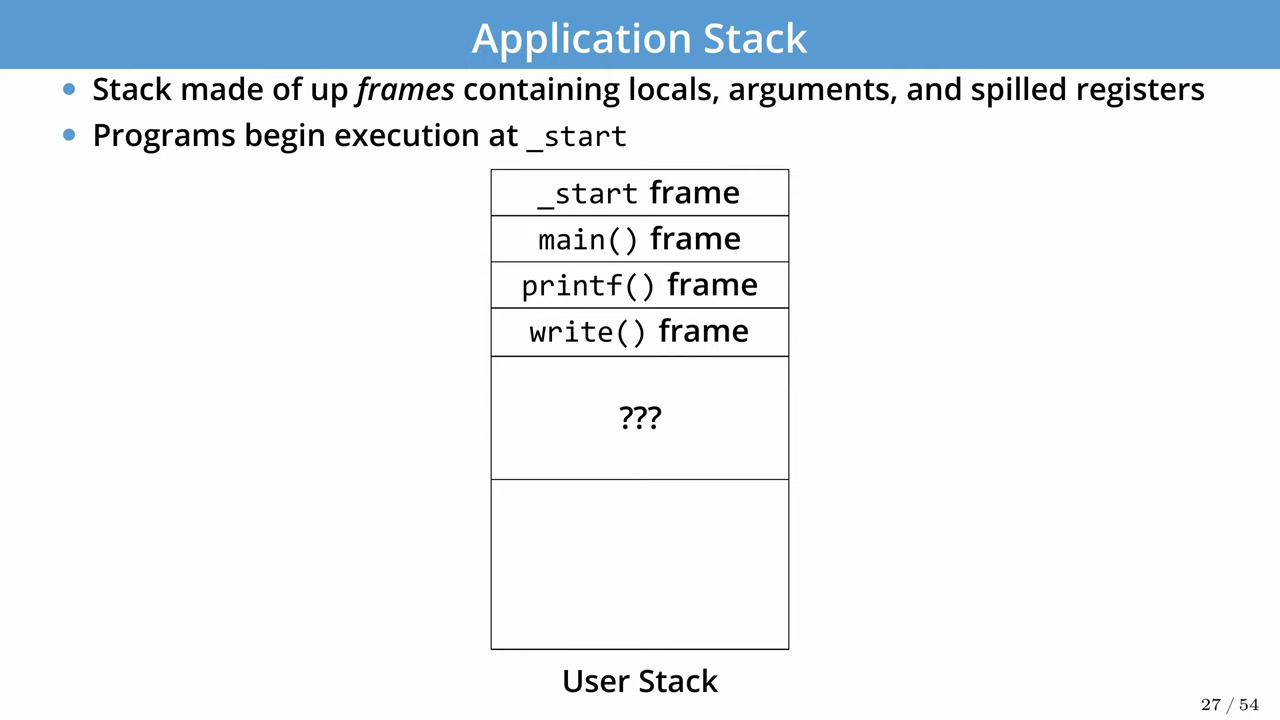 Application Stack
• Stack made of up frames containing locals, arguments, and spilled registers
• Programs begin execution at _start
_start frame
main() frame
printf() frame
write() frame
???
User Stack
27 / 54